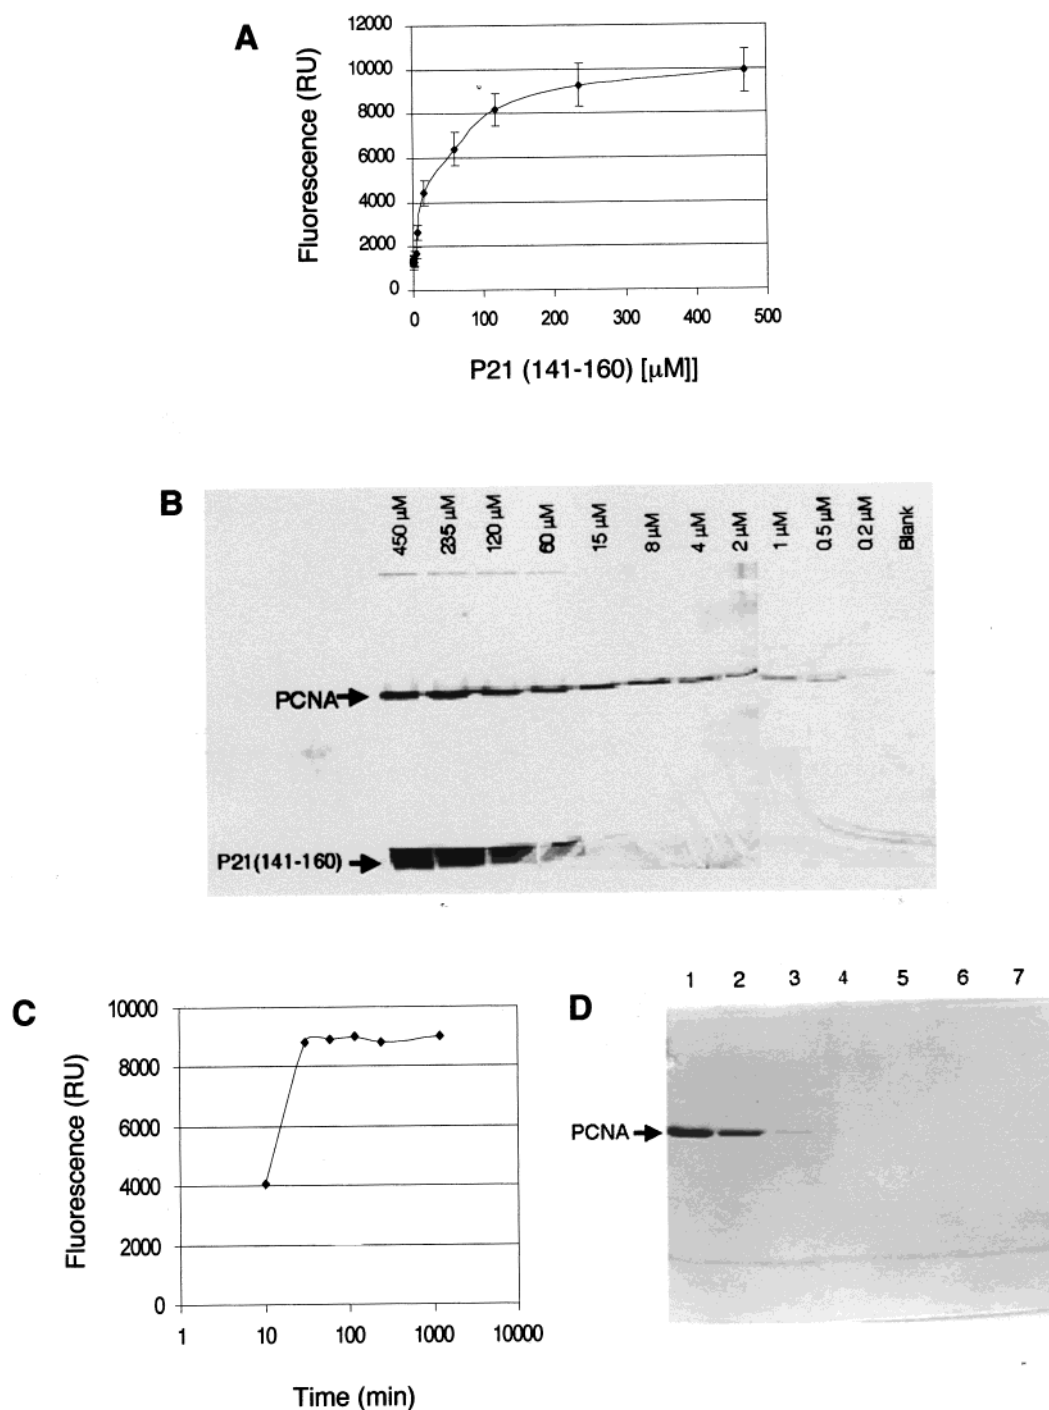 A
Fluorescence (RU)
12000
10000
8000
6000
4000
2000
0
0 100 200 300 400 500
P21 (141-160) [µM]]
B
450 µM 235 µM 120 µM 60 µM 15 µM 8 µM 4 µM 2 µM 1 µM 0.5 µM 0.2 µM Blank
PCNA
P21(141-160)
C
Fluorescence (RU)
10000
8000
6000
4000
2000
0
1 10 100 1000 10000
Time (min)
D
1 2 3 4 5 6 7
PCNA